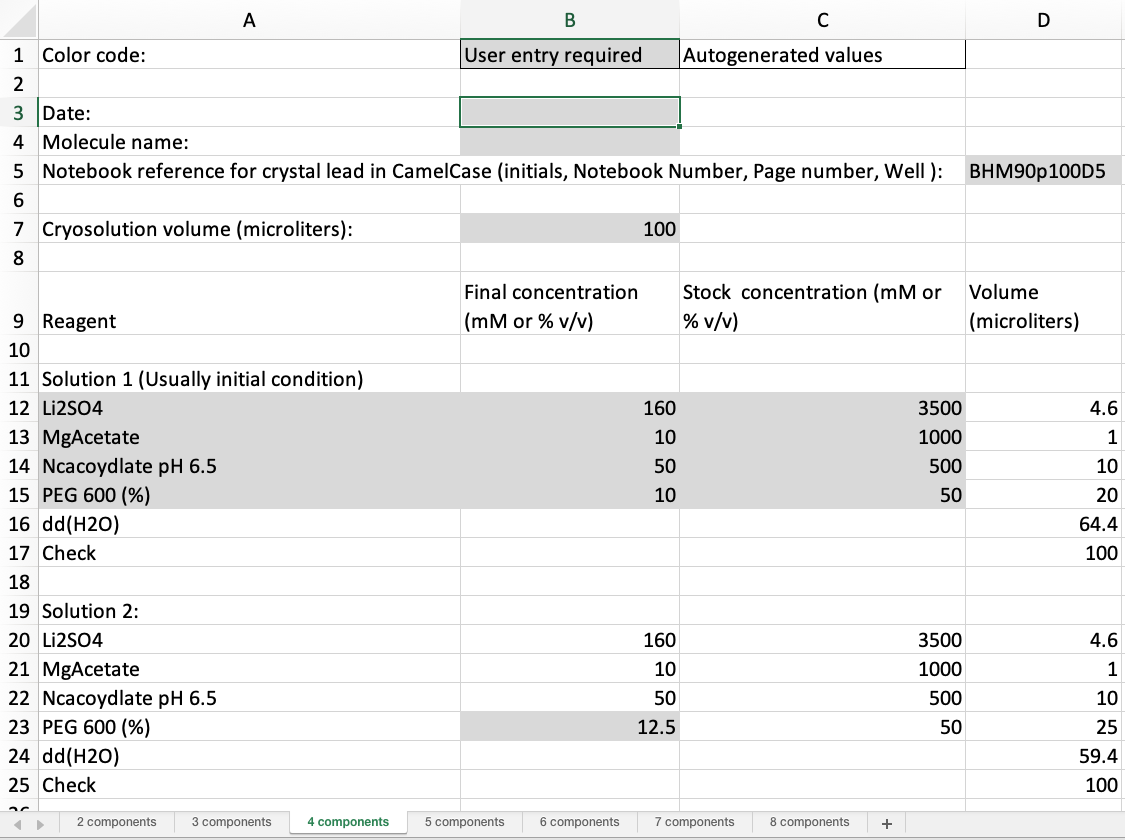 A B C D
1 Color code: User entry required Autogenerated values
2
3 Date:
4 Molecule name:
5 Notebook reference for crystal lead in CamelCase (initials, Notebook Number, Page number, Well ): BHM90p100D5
6
7 Cryosolution volume (microliters): 100
8
Final concentration Stock  concentration (mM or Volume
9 Reagent (mM or % v/v) % v/v) (microliters)
10
11 Solution 1 (Usually initial condition)
12 Li2SO4 160 3500 4.6
13 MgAcetate 10 1000 1
14 Ncacoydlate pH 6.5 50 500 10
15 PEG 600 (%) 10 50 20
16 dd(H2O) 64.4
17 Check 100
18
19 Solution 2:
20 Li2SO4 160 3500 4.6
21 MgAcetate 10 1000 1
22 Ncacoydlate pH 6.5 50 500 10
23 PEG 600 (%) 12.5 50 25
24 dd(H2O) 59.4
25 Check 100
2 components 3 components 4 components 5 components 6 components 7 components 8 components +